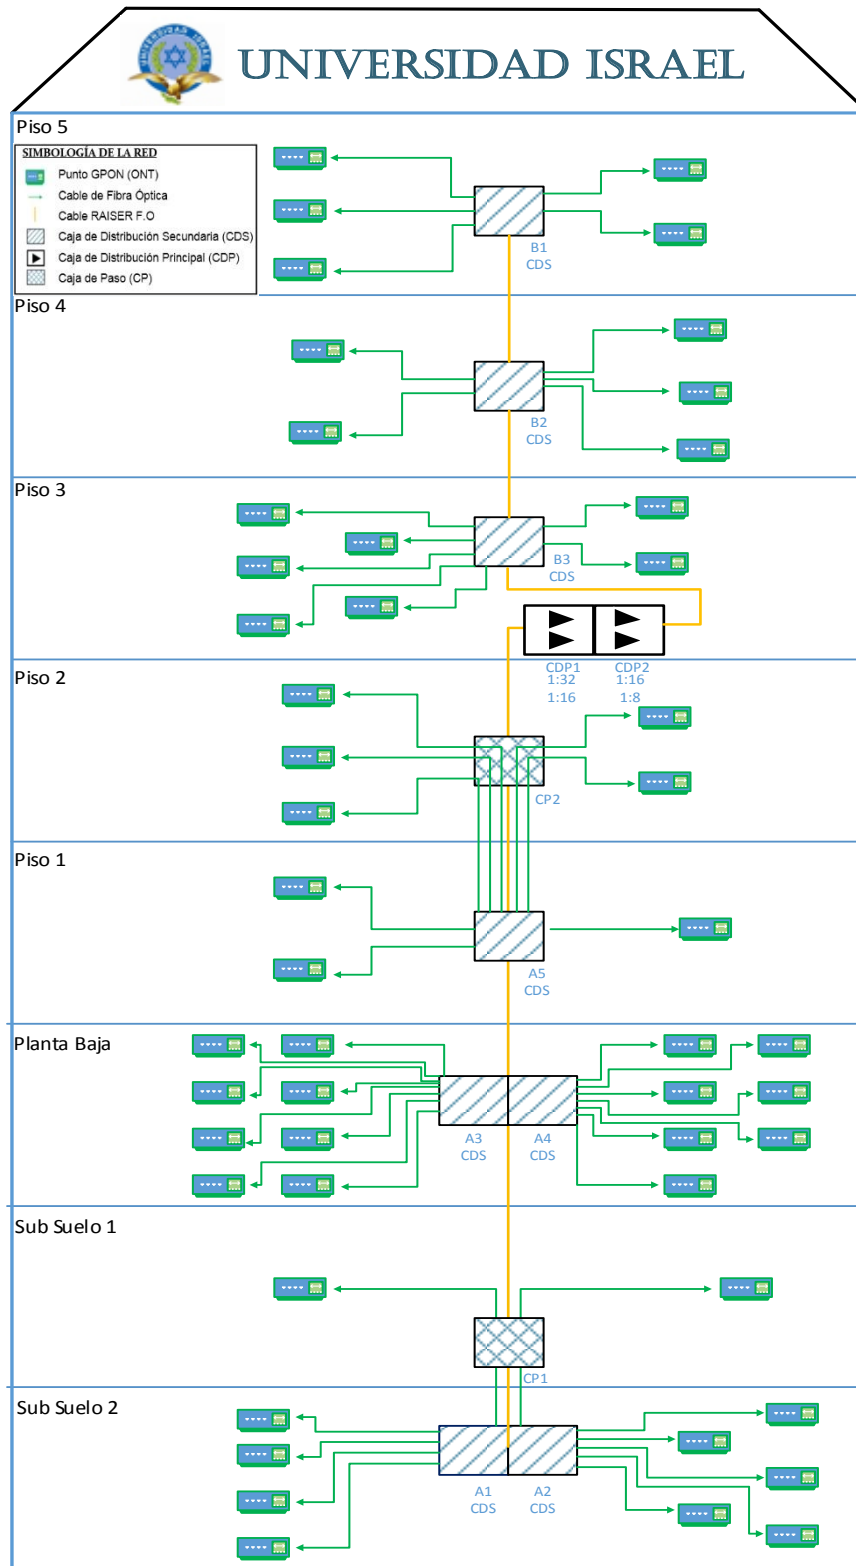 UNIVERSIDAD ISRAEL
UNIVERSIDAD ISRAEL
Piso 5
SIMBOLOGÍA DE LA RED
Punto GPON (ONT)
Cable de Fibra Óptica
Cable RAISER F.O
Caja de Distribución Secundaria (CDS)
Caja de Distribución Principal (CDP)
Caja de Paso (CP)
B1
CDS
Piso 4
B2
CDS
Piso 3
B3
CDS
CDP1 CDP2
1:32 1:16
1:16 1:8
Piso 2
CP2
Piso 1
A5
CDS
Planta Baja
A3 A4
CDS CDS
Sub Suelo 1
CP1
Sub Suelo 2
A1 A2
CDS CDS